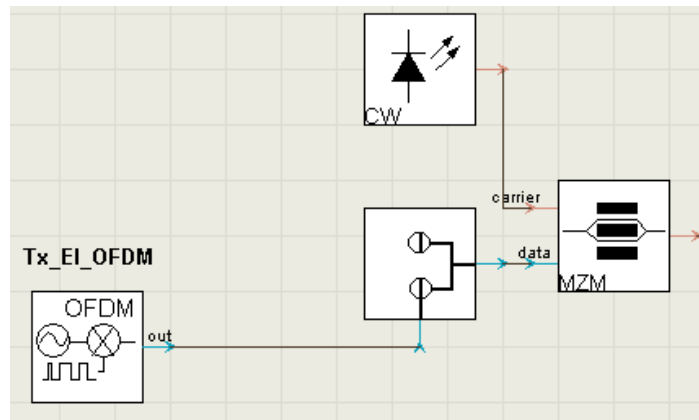 CW
carrier
data
MZM
Tx_El_OFDM
OFDM
out